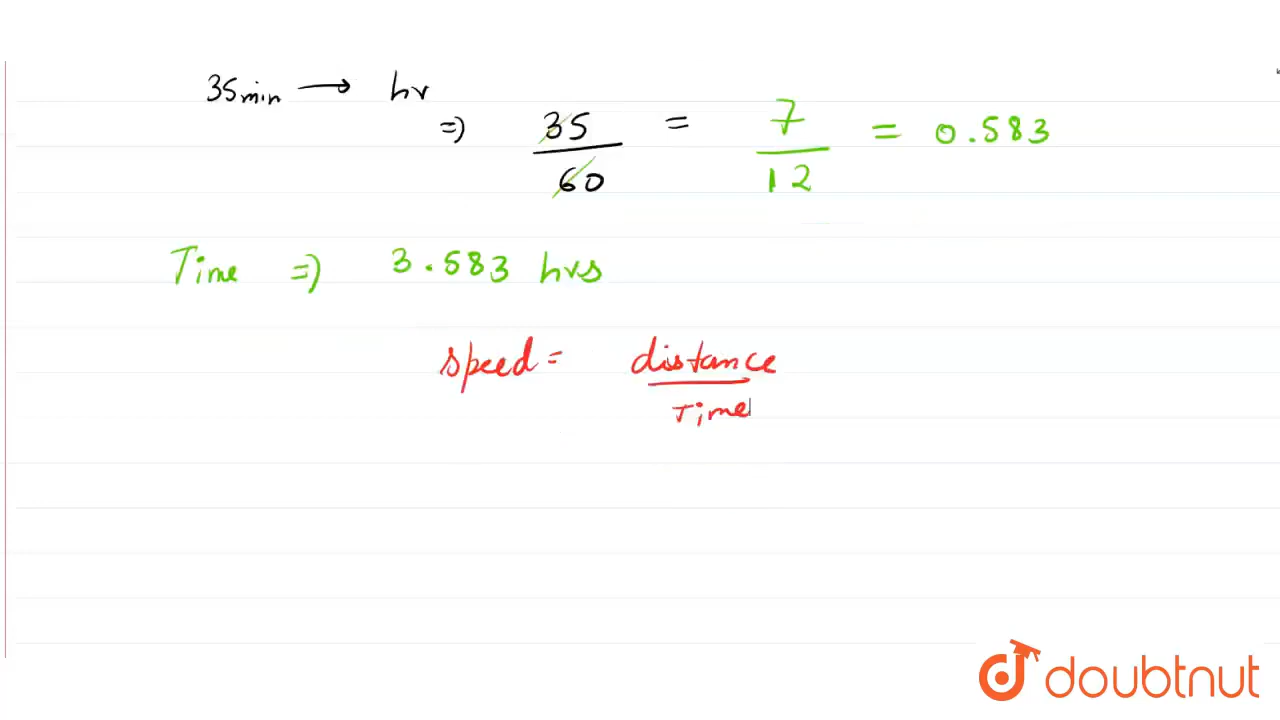 35min → hr
⇒ 35/60 = 7/12 = 0.583
Time ⇒ 3.583 hrs
speed = distance/Time
doubtnut